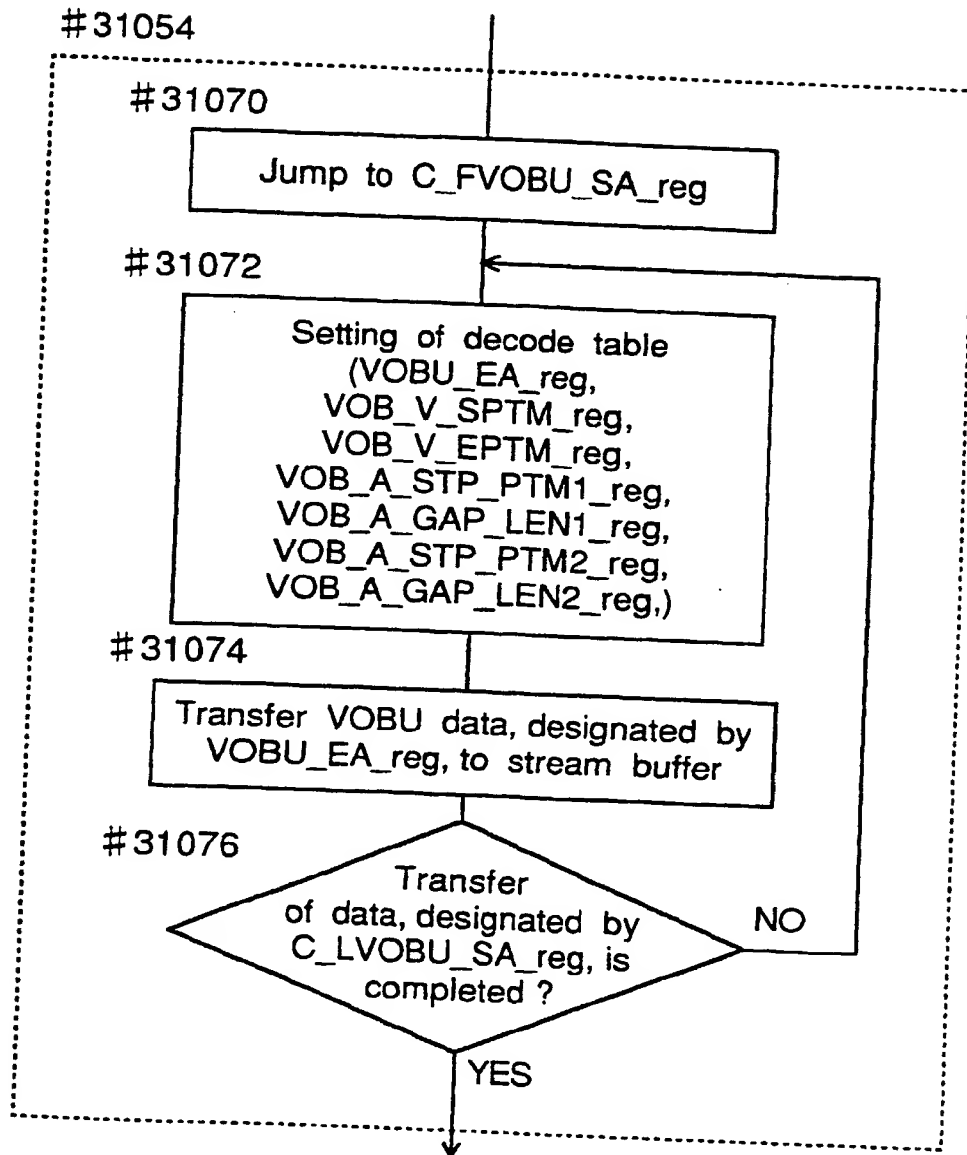 #31054
#31070
Jump to C_FVOBU_SA_reg
#31072
Setting of decode table
(VOBU_EA_reg,
VOB_V_SPTM_reg,
VOB_V_EPTM_reg,
VOB_A_STP_PTM1_reg,
VOB_A_GAP_LEN1_reg,
VOB_A_STP_PTM2_reg,
VOB_A_GAP_LEN2_reg,)
#31074
Transfer VOBU data, designated by
VOBU_EA_reg, to stream buffer
#31076
Transfer
of data, designated by
C_LVOBU_SA_reg, is
completed ?
NO
YES